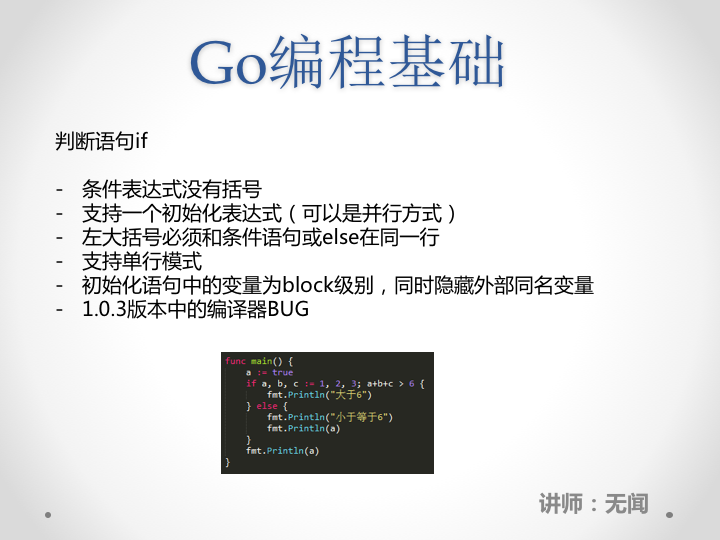 Go编程基础
判断语句if
- 条件表达式没有括号
- 支持一个初始化表达式（可以是并行方式）
- 左大括号必须和条件语句或else在同一行
- 支持单行模式
- 初始化语句中的变量为block级别，同时隐藏外部同名变量
- 1.0.3版本中的编译器BUG
func main() {
    a := true
    if a, b, c := 1, 2, 3; a+b+c > 6 {
        fmt.Println("大于6")
    } else {
        fmt.Println("小于等于6")
        fmt.Println(a)
    }
    fmt.Println(a)
}
讲师：无闻